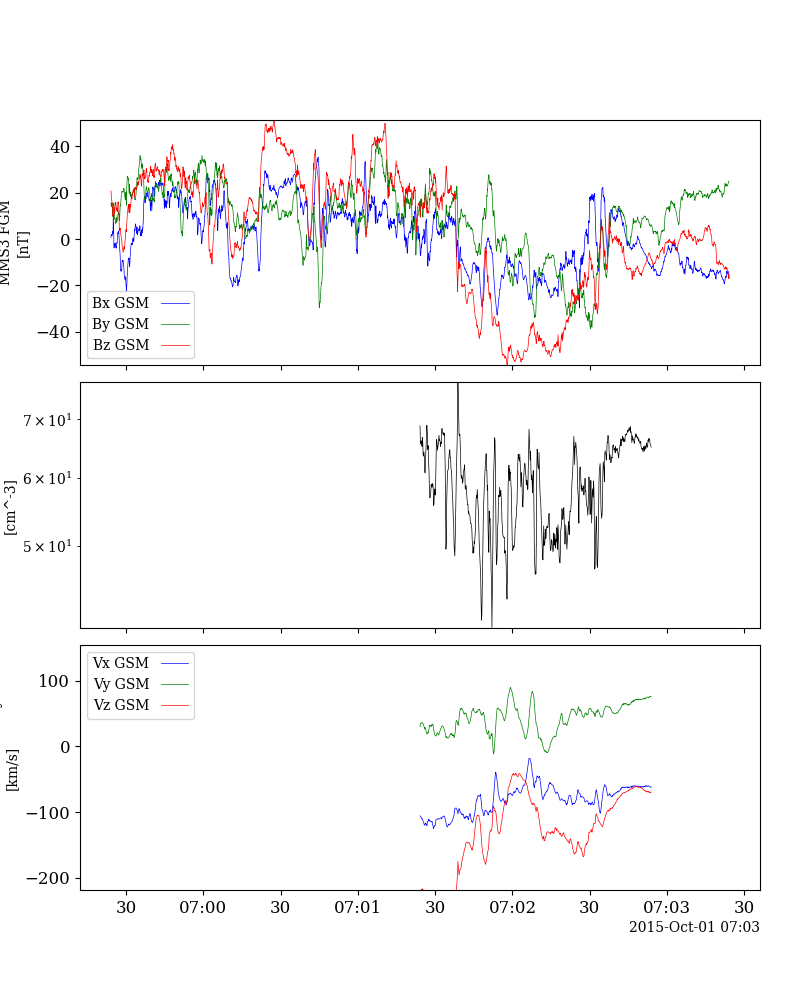 MMS3 FGM
[nT]
40
20
0
−20
−40
Bx GSM
By GSM
Bz GSM
[cm^-3]
7 × 10¹
6 × 10¹
5 × 10¹
[km/s]
100
0
−100
−200
Vx GSM
Vy GSM
Vz GSM
30 07:00 30 07:01 30 07:02 30 07:03 30
2015-Oct-01 07:03